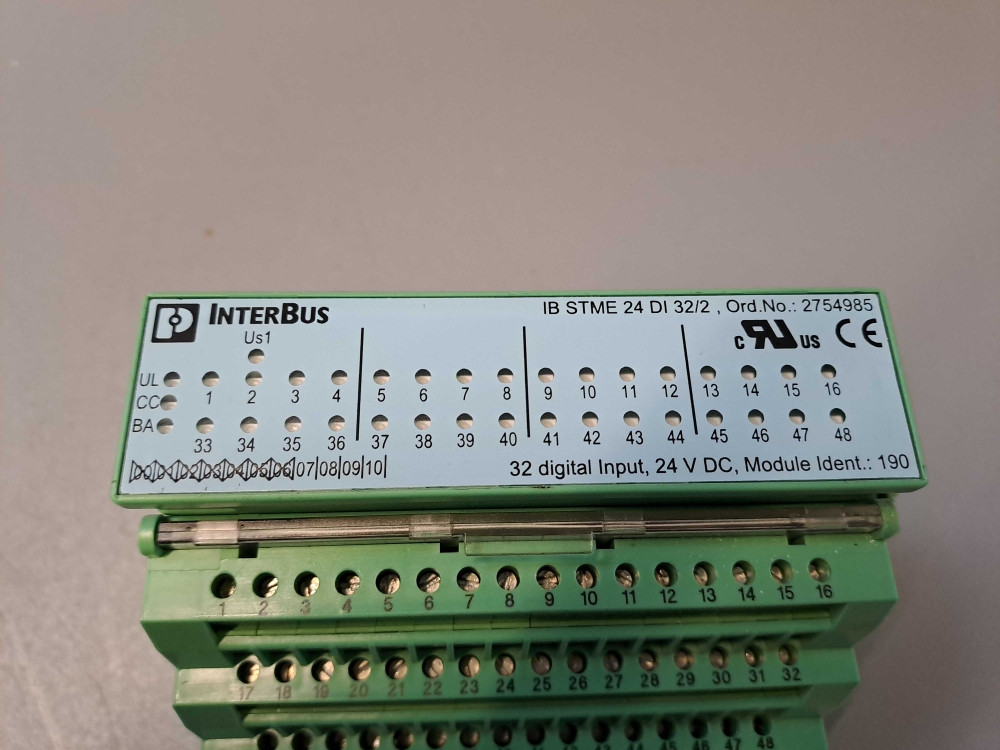 INTERBUS
IB STME 24 DI 32/2 , Ord.No.: 2754985
Us1
c RU US CE
UL 1 2 3 4 5 6 7 8 9 10 11 12 13 14 15 16
CC
BA 33 34 35 36 37 38 39 40 41 42 43 44 45 46 47 48
00|01|02|03|04|05|06|07|08|09|10|
32 digital Input, 24 V DC, Module Ident.: 190
1 2 3 4 5 6 7 8 9 10 11 12 13 14 15 16
17 18 19 20 21 22 23 24 25 26 27 28 29 30 31 32
47 48